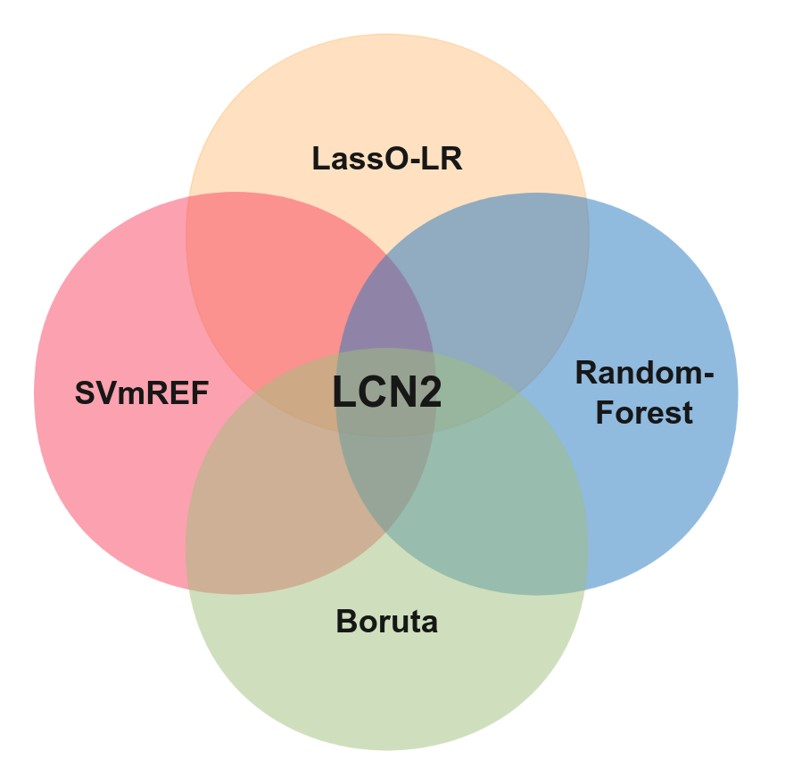 LassO-LR
SVmREF
LCN2
Random-
Forest
Boruta